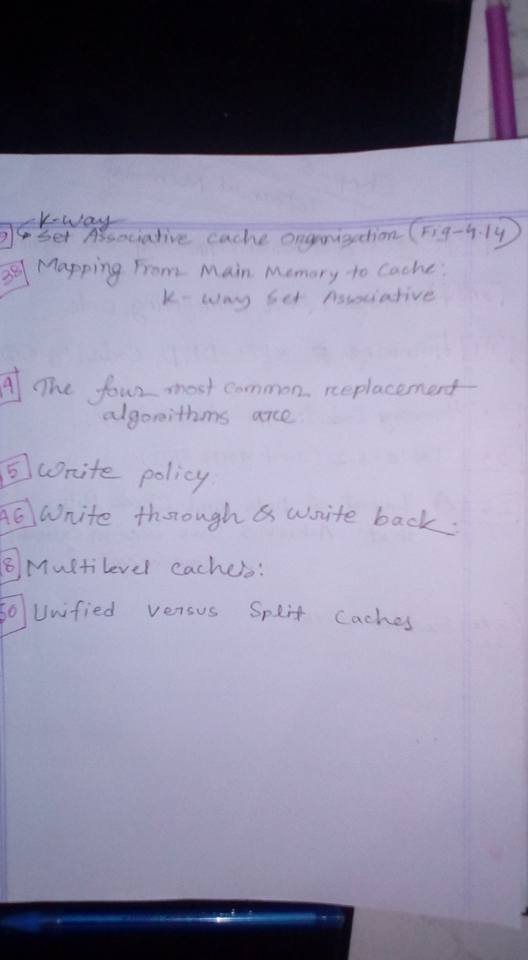 K-way
Set Associative cache organization (Fig-4.14)
38 Mapping From Main Memory to Cache:
K-way Set Associative
The four most common replacement
algorithms are
5 Write policy
46 Write through & write back:
8 Multilevel caches:
50 Unified versus Split Caches